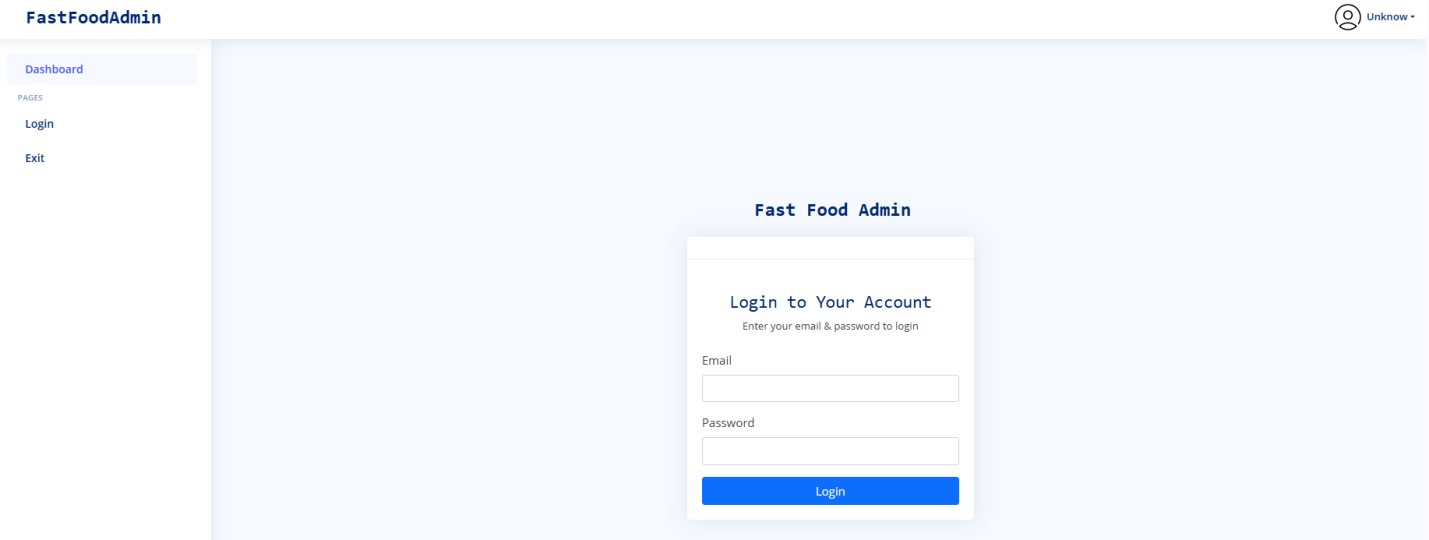 FastFoodAdmin
Unknow
Dashboard
PAGES
Login
Exit
Fast Food Admin
Login to Your Account
Enter your email & password to login
Email
Password
Login